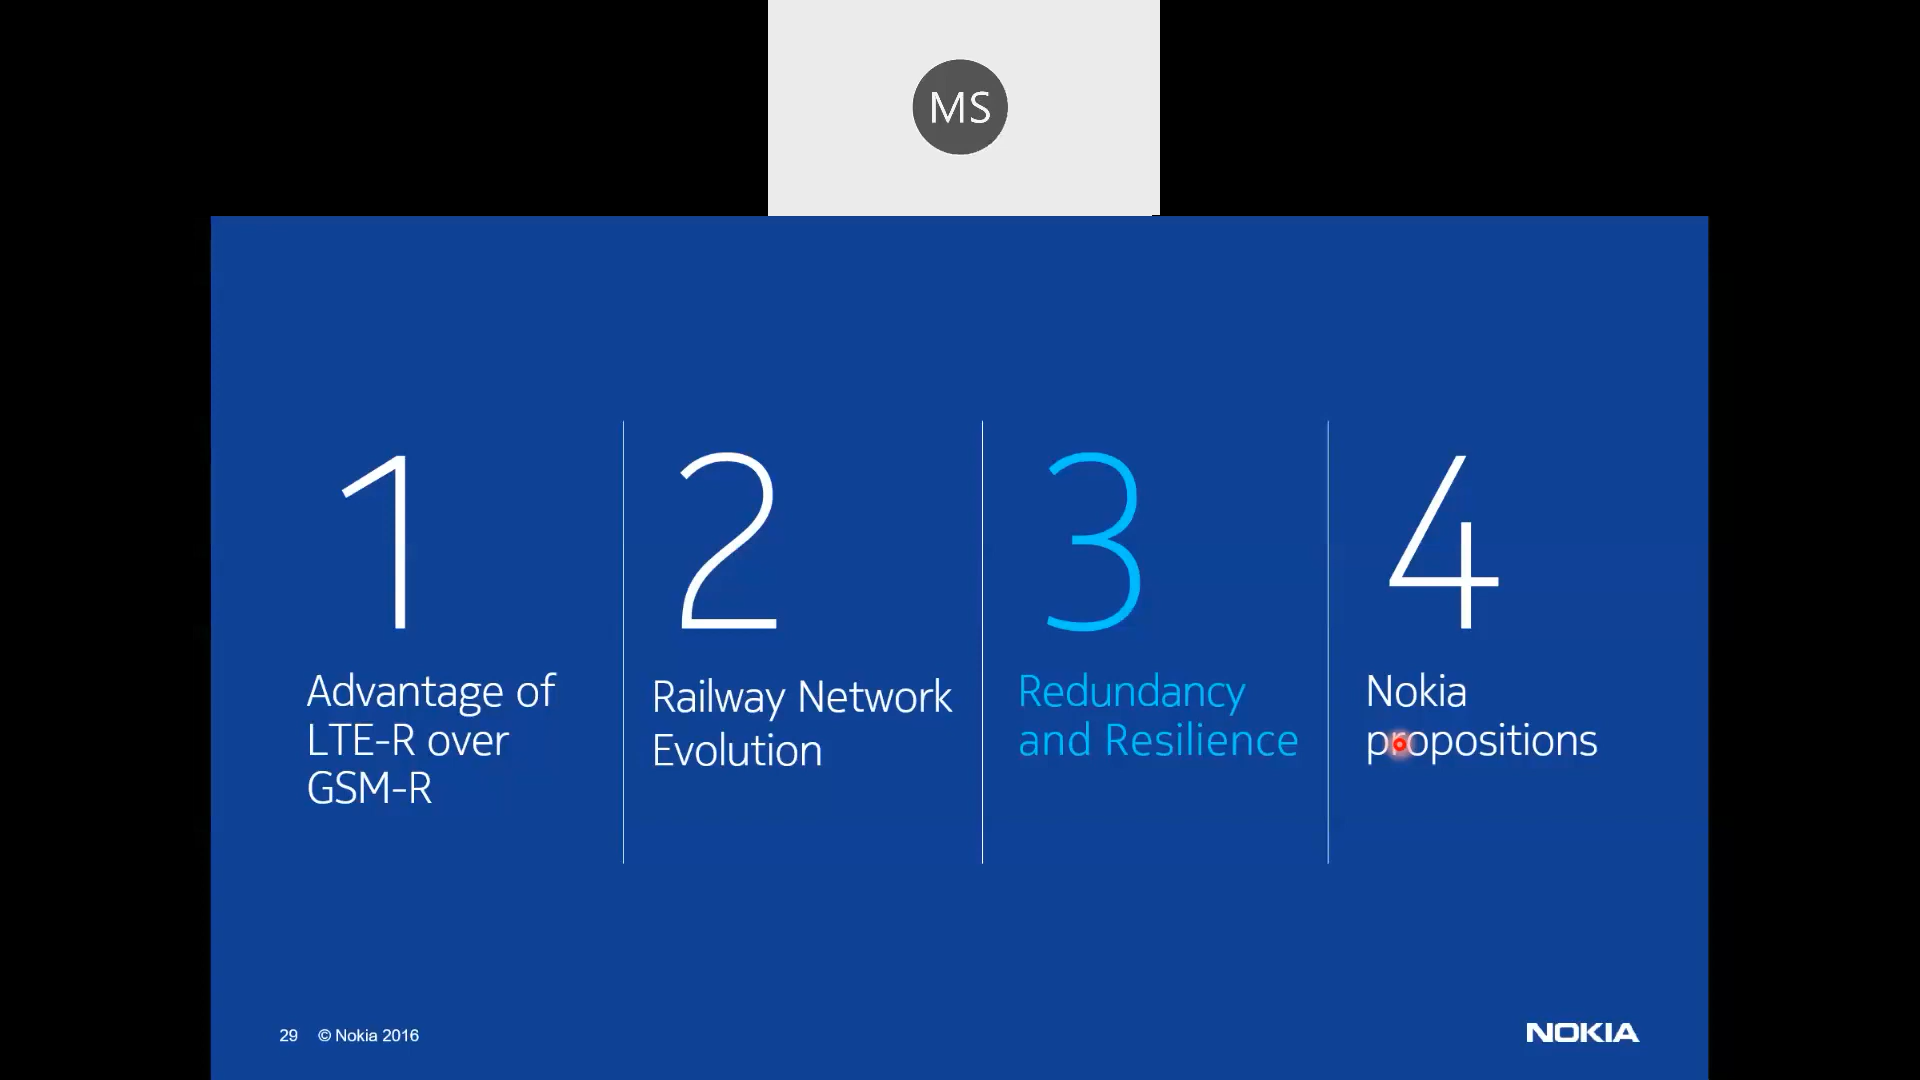 MS
1
Advantage of
LTE-R over
GSM-R
2
Railway Network
Evolution
3
Redundancy
and Resilience
4
Nokia
propositions
29 © Nokia 2016
NOKIA